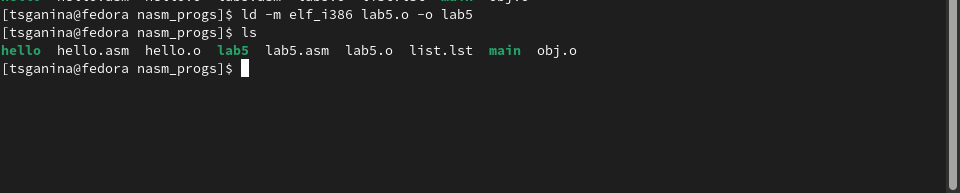 [tsganina@fedora nasm_progs]$ ld -m elf_i386 lab5.o -o lab5
[tsganina@fedora nasm_progs]$ ls
hello  hello.asm  hello.o  lab5  lab5.asm  lab5.o  list.lst  main  obj.o
[tsganina@fedora nasm_progs]$